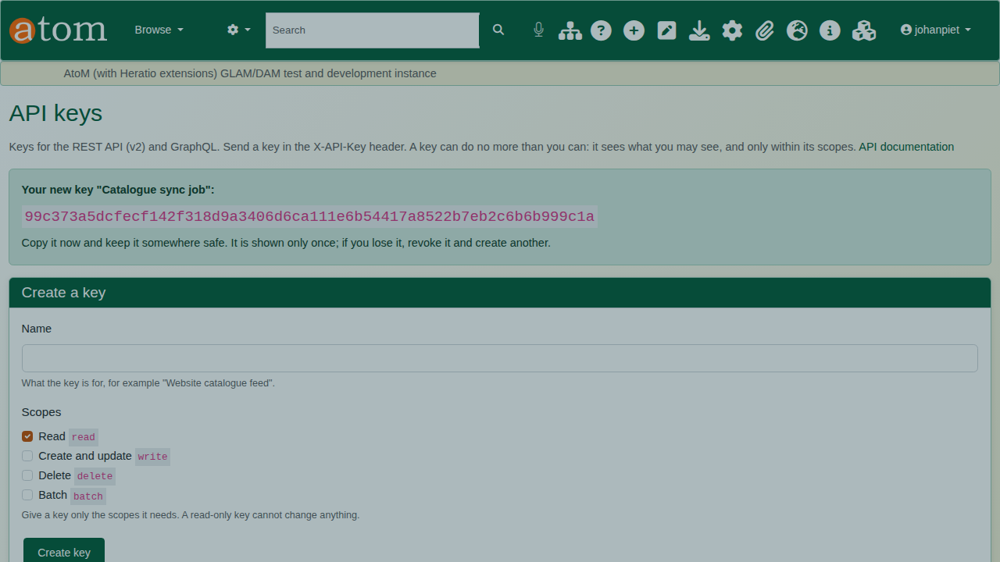 atom
Browse
Search
johanpiet
AtoM (with Heratio extensions) GLAM/DAM test and development instance
API keys
Keys for the REST API (v2) and GraphQL. Send a key in the X-API-Key header. A key can do no more than you can: it sees what you may see, and only within its scopes. API documentation
Your new key "Catalogue sync job":
99c373a5dcfecf142f318d9a3406d6ca111e6b54417a8522b7eb2c6b6b999c1a
Copy it now and keep it somewhere safe. It is shown only once; if you lose it, revoke it and create another.
Create a key
Name
What the key is for, for example "Website catalogue feed".
Scopes
Read read
Create and update write
Delete delete
Batch batch
Give a key only the scopes it needs. A read-only key cannot change anything.
Create key